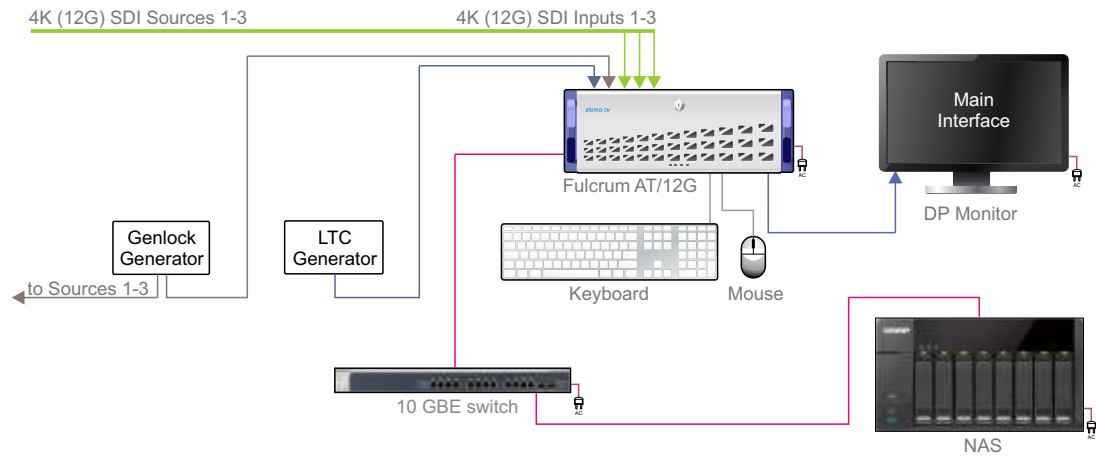 4K (12G) SDI Sources 1-3
4K (12G) SDI Inputs 1-3
slomo.tv
Main
Interface
AC
AC
Fulcrum AT/12G
DP Monitor
Genlock
Generator
LTC
Generator
to Sources 1-3
Keyboard
Mouse
10 GBE switch
AC
AC
NAS